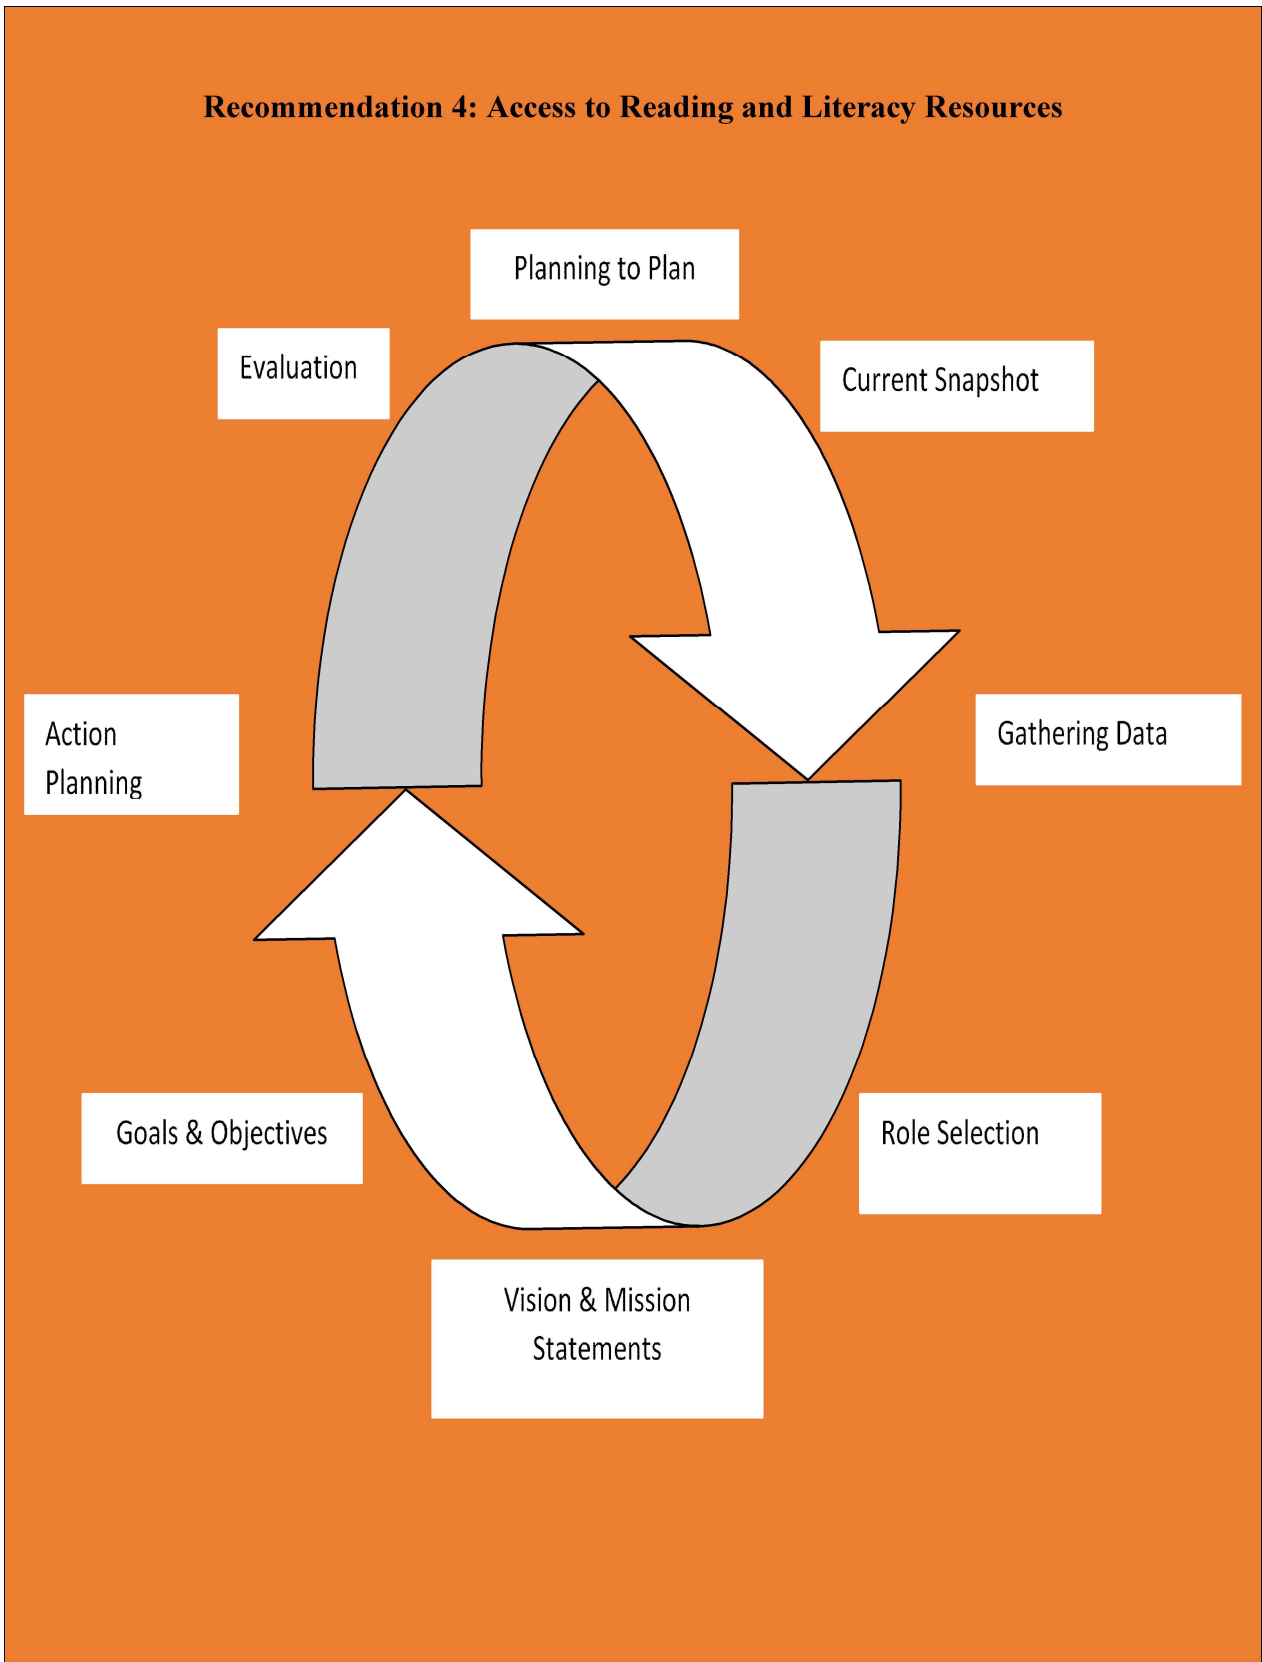 Recommendation 4: Access to Reading and Literacy Resources
Planning to Plan
Evaluation
Current Snapshot
Action
Planning
Gathering Data
Goals & Objectives
Role Selection
Vision & Mission
Statements